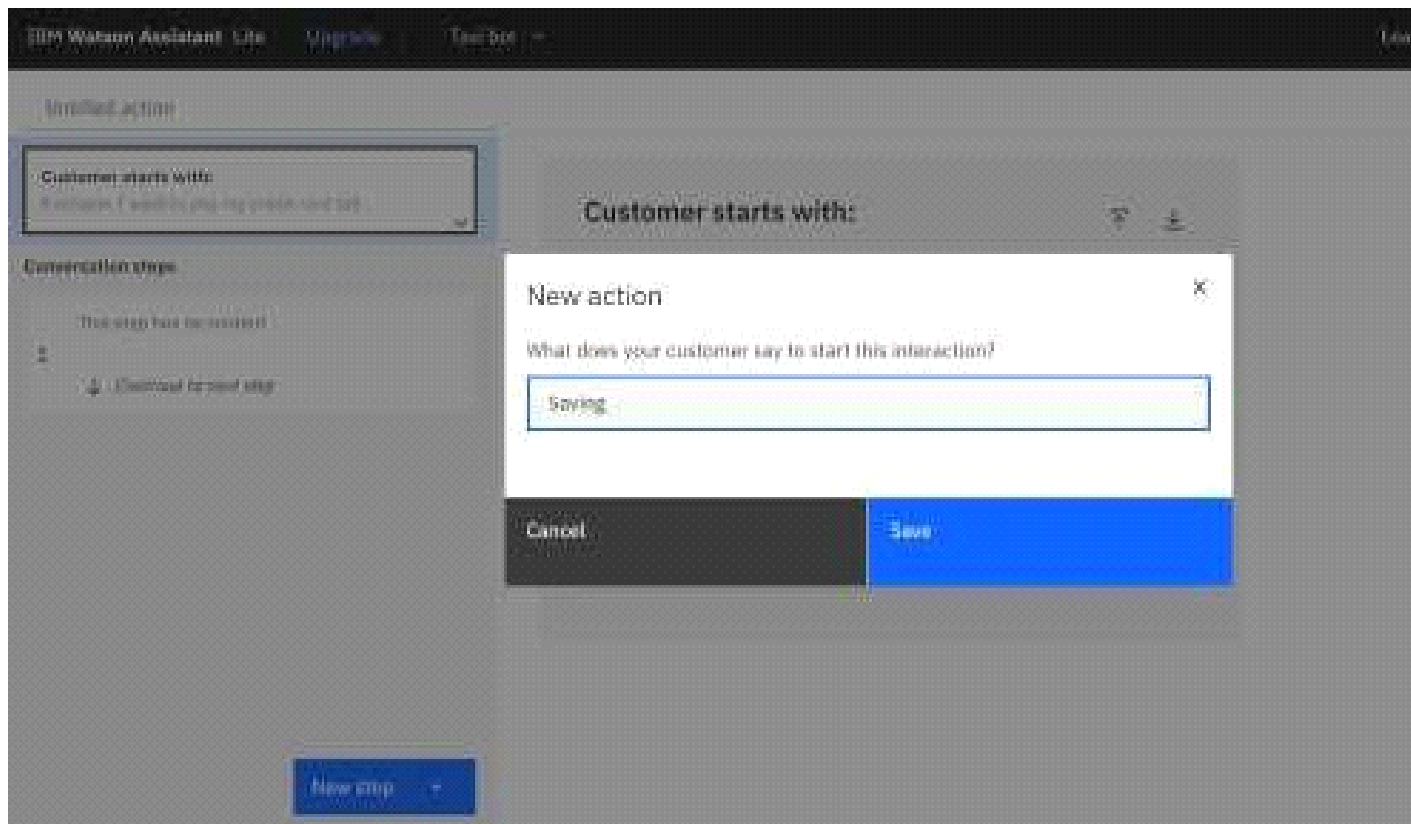 IBM Watson Assistant Lite Upgrade
Untitled action
Customer starts with:
Customer starts with:
Conversation steps
New action
This step has no content
What does your customer say to start this interaction?
Continue to next step
Saving
Cancel
Save
New step